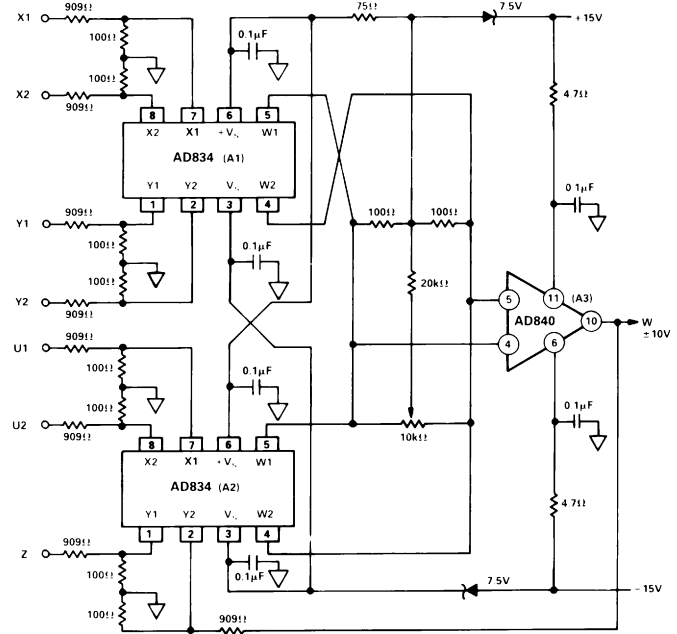 X1 909Ω 75Ω 7.5V +15V
100Ω 0.1µF
100Ω 4.7Ω
X2
909Ω
8 7 6 5
X2 X1 +Vs W1
AD834 (A1)
0.1µF
Y1 Y2 Vs W2
1 2 3 4
Y1 909Ω 100Ω 100Ω
100Ω 0.1µF
20kΩ 5 11 (A3)
100Ω AD840 10 W
±10V
Y2 909Ω 4 6
U1 909Ω
100Ω 0.1µF
100Ω 0.1µF
U2 909Ω 10kΩ
8 7 6 5
X2 X1 +Vs W1
AD834 (A2)
4.7Ω
Y1 Y2 Vs W2
1 2 3 4
Z 909Ω
100Ω 0.1µF 7.5V −15V
100Ω 909Ω